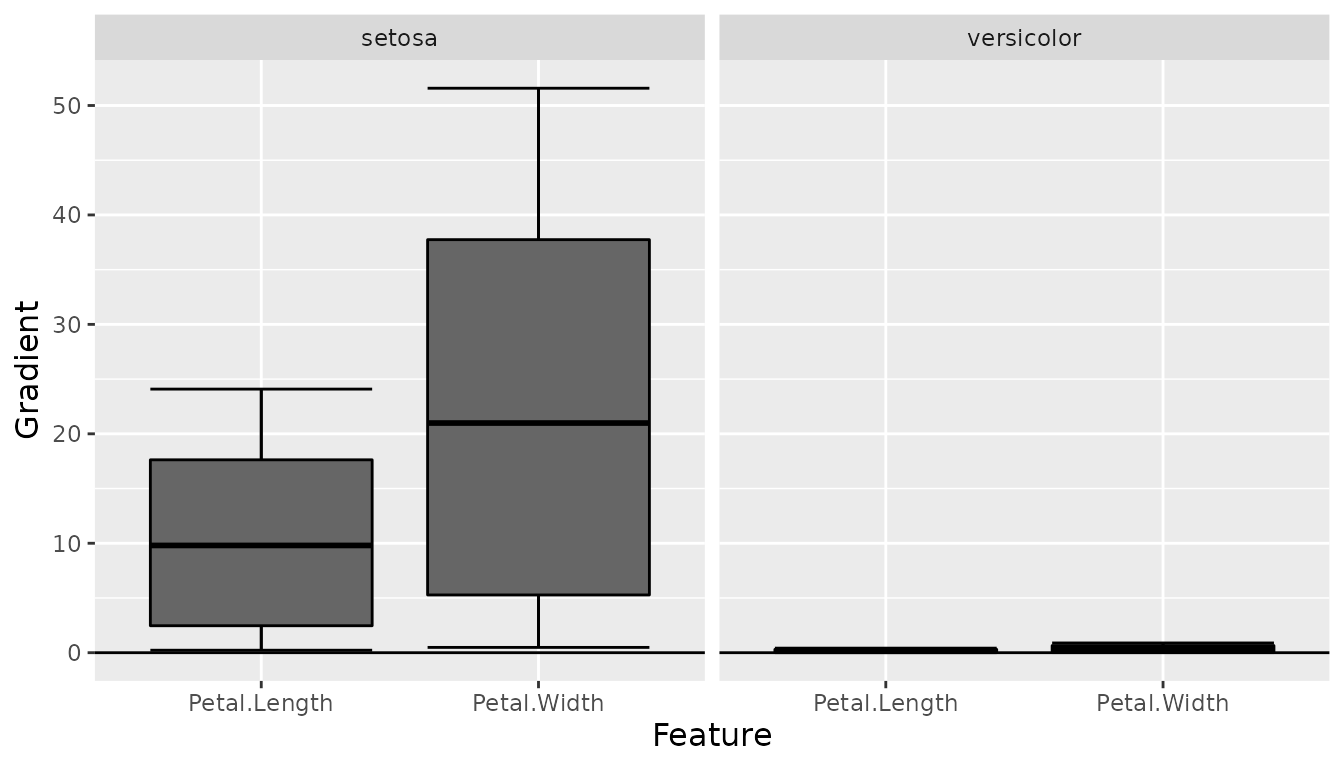 setosa
versicolor
50
40
30
20
10
0
Gradient
Petal.Length
Petal.Width
Petal.Length
Petal.Width
Feature